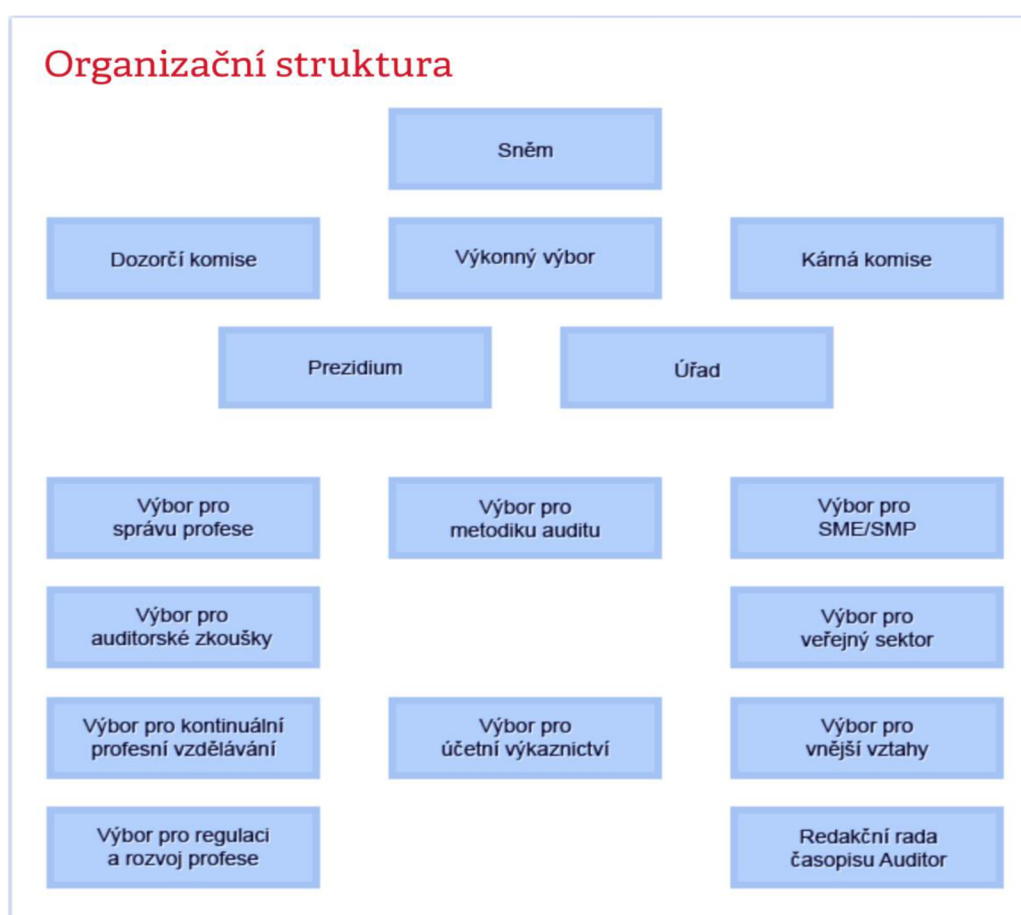 Organizační struktura
Sněm
Dozorčí komise
Výkonný výbor
Kárná komise
Prezidium
Úřad
Výbor pro
správu profese
Výbor pro
metodiku auditu
Výbor pro
SME/SMP
Výbor pro
auditorské zkoušky
Výbor pro
veřejný sektor
Výbor pro kontinuální
profesní vzdělávání
Výbor pro
účetní výkaznictví
Výbor pro
vnější vztahy
Výbor pro regulaci
a rozvoj profese
Redakční rada
časopisu Auditor